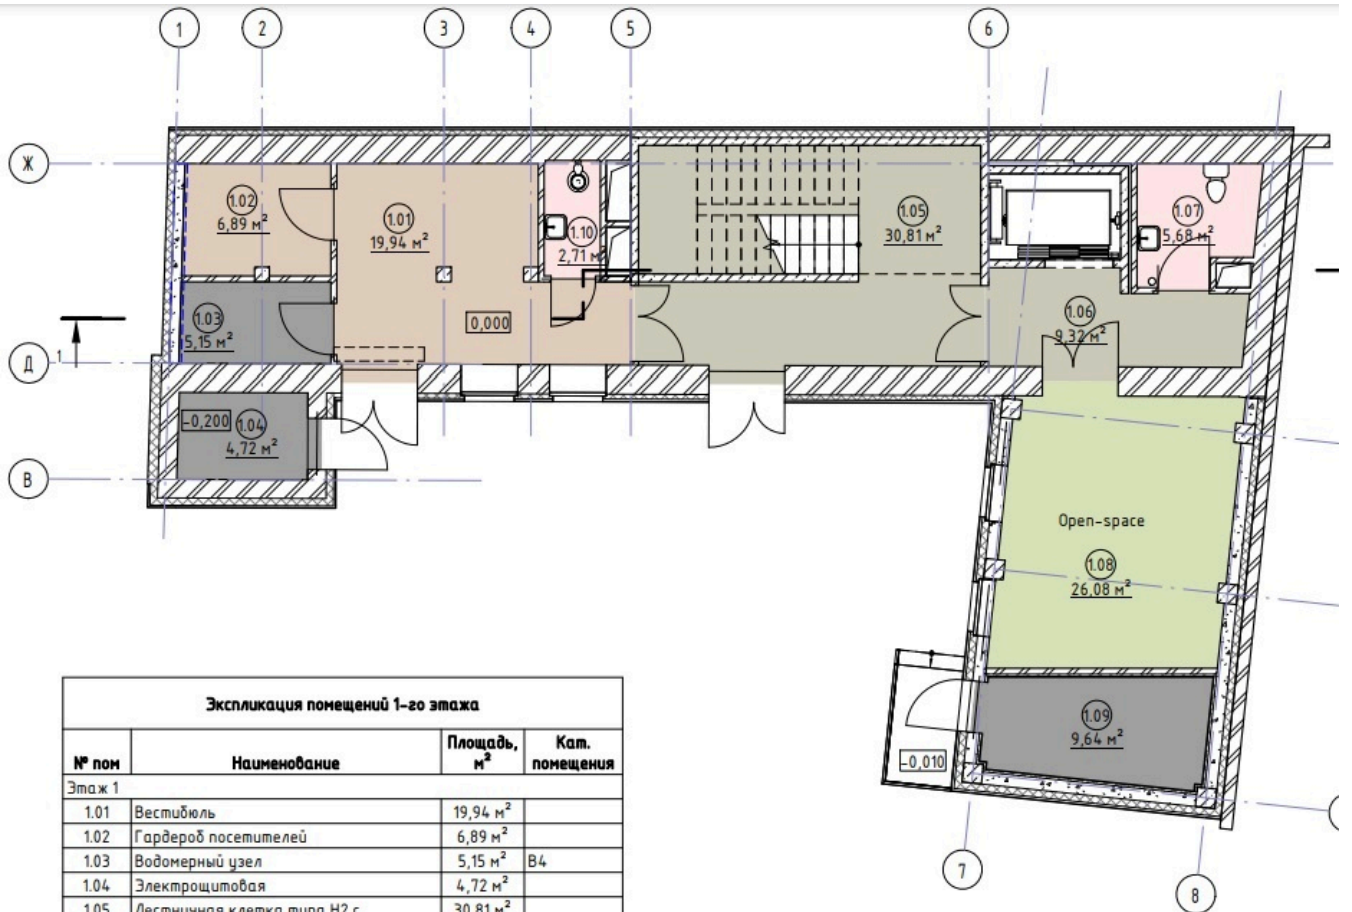 1
2
3
4
5
6
Ж
1.02
6,89 м²
1.01
19,94 м²
1.10
2,71 м
1.05
30,81 м²
1.07
5,68 м²
1.03
5,15 м²
0,000
1.06
9,32 м²
1
Д
-0,200
1.04
4,72 м²
В
Open-space
1.08
26,08 м²
1.09
9,64 м²
-0,010
7
8
Экспликация помещений 1-го этажа
№ пом Наименование Площадь, м² Кат. помещения
Этаж 1
1.01 Вестибюль 19,94 м²
1.02 Гардероб посетителей 6,89 м²
1.03 Водомерный узел 5,15 м² В4
1.04 Электрощитовая 4,72 м²
1.05 Лестничная клетка типа Н2 с 30,81 м²